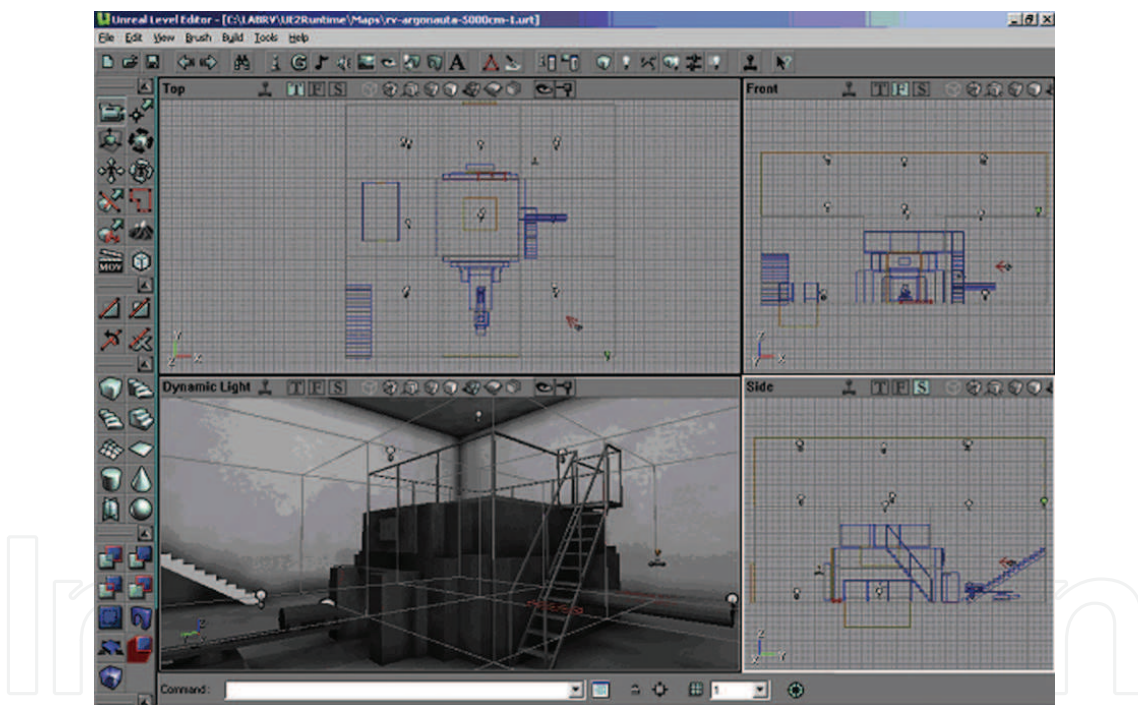 Unreal Level Editor - [C:\LABRV\UE2Runtime\Maps\rv-argonauta-5000cm-1.urt]
File Edit View Brush Build Tools Help
Top T F S
Front T F S
MOV
Y
Z X
Z
Y X
Dynamic Light T F S
Side T F S
Z
Z
X Y
Command: 1